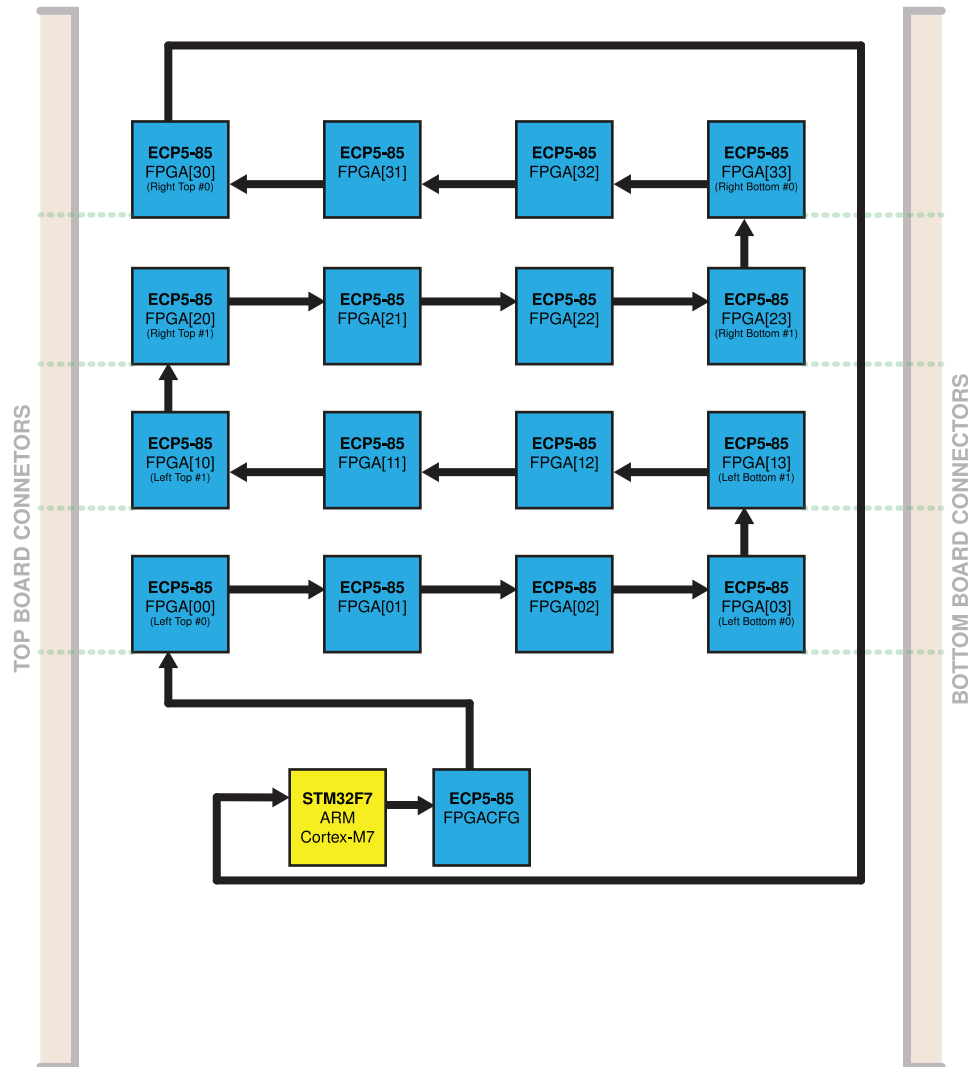 ECP5-85
FPGA[30]
(Right Top #0)
ECP5-85
FPGA[31]
ECP5-85
FPGA[32]
ECP5-85
FPGA[33]
(Right Bottom #0)
ECP5-85
FPGA[20]
(Right Top #1)
ECP5-85
FPGA[21]
ECP5-85
FPGA[22]
ECP5-85
FPGA[23]
(Right Bottom #1)
TOP BOARD CONNETORS
BOTTOM BOARD CONNECTORS
ECP5-85
FPGA[10]
(Left Top #1)
ECP5-85
FPGA[11]
ECP5-85
FPGA[12]
ECP5-85
FPGA[13]
(Left Bottom #1)
ECP5-85
FPGA[00]
(Left Top #0)
ECP5-85
FPGA[01]
ECP5-85
FPGA[02]
ECP5-85
FPGA[03]
(Left Bottom #0)
STM32F7
ARM
Cortex-M7
ECP5-85
FPGACFG